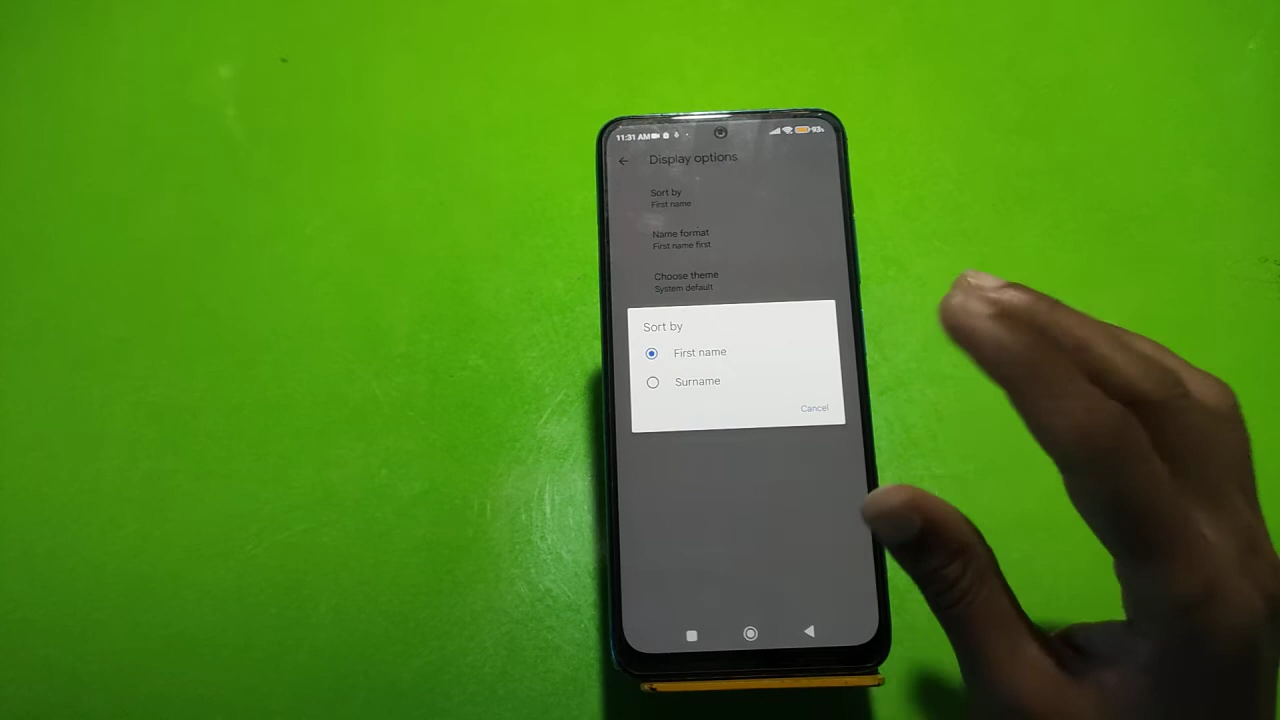 11:31 AM
93%
Display options
Sort by
First name
Name format
First name first
Choose theme
System default
Sort by
First name
Surname
Cancel